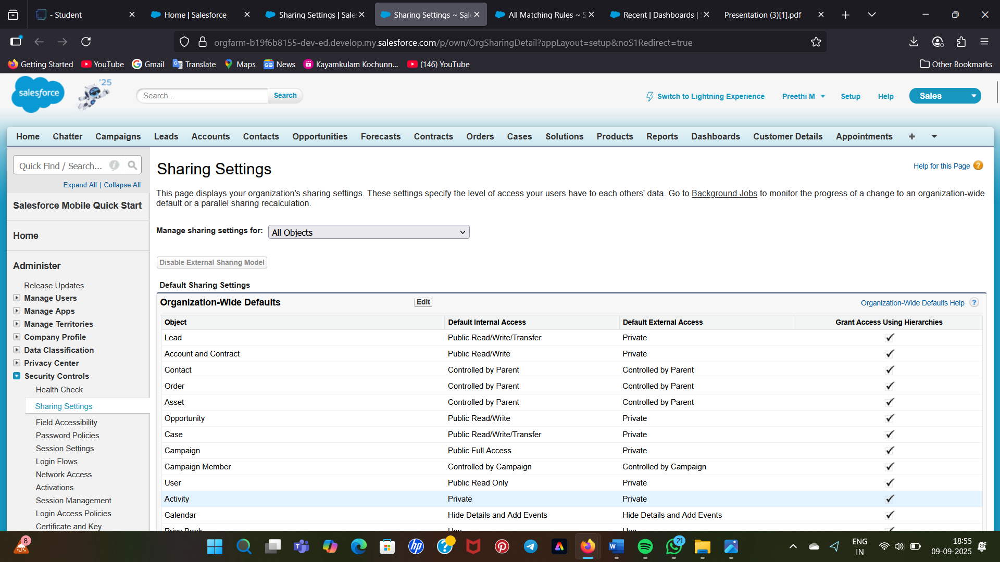 - Student
Home | Salesforce
Sharing Settings | Sales
Sharing Settings ~ Sale
All Matching Rules ~ S
Recent | Dashboards | S
Presentation (3)[1].pdf
orgfarm-b19f6b8155-dev-ed.develop.my.salesforce.com/p/own/OrgSharingDetail?appLayout=setup&noS1Redirect=true
Getting Started
YouTube
Gmail
Translate
Maps
News
Kayamkulam Kochunn...
(146) YouTube
Other Bookmarks
salesforce
'25
Search...
Search
Switch to Lightning Experience
Preethi M
Setup
Help
Sales
Home Chatter Campaigns Leads Accounts Contacts Opportunities Forecasts Contracts Orders Cases Solutions Products Reports Dashboards Customer Details Appointments +
Quick Find / Search...
Expand All | Collapse All
Salesforce Mobile Quick Start
Home
Administer
Release Updates
Manage Users
Manage Apps
Manage Territories
Company Profile
Data Classification
Privacy Center
Security Controls
Health Check
Sharing Settings
Field Accessibility
Password Policies
Session Settings
Login Flows
Network Access
Activations
Session Management
Login Access Policies
Certificate and Key
Sharing Settings
Help for this Page ?
This page displays your organization's sharing settings. These settings specify the level of access your users have to each others' data. Go to Background Jobs to monitor the progress of a change to an organization-wide
default or a parallel sharing recalculation.
Manage sharing settings for: All Objects
Disable External Sharing Model
Default Sharing Settings
Organization-Wide Defaults Edit Organization-Wide Defaults Help ?
Object Default Internal Access Default External Access Grant Access Using Hierarchies
Lead Public Read/Write/Transfer Private
Account and Contract Public Read/Write Private
Contact Controlled by Parent Controlled by Parent
Order Controlled by Parent Controlled by Parent
Asset Controlled by Parent Controlled by Parent
Opportunity Public Read/Write Private
Case Public Read/Write/Transfer Private
Campaign Public Full Access Private
Campaign Member Controlled by Campaign Controlled by Campaign
User Public Read Only Private
Activity Private Private
Calendar Hide Details and Add Events Hide Details and Add Events
Price Book Use Use
8
hp
21
ENG
IN
18:55
09-09-2025